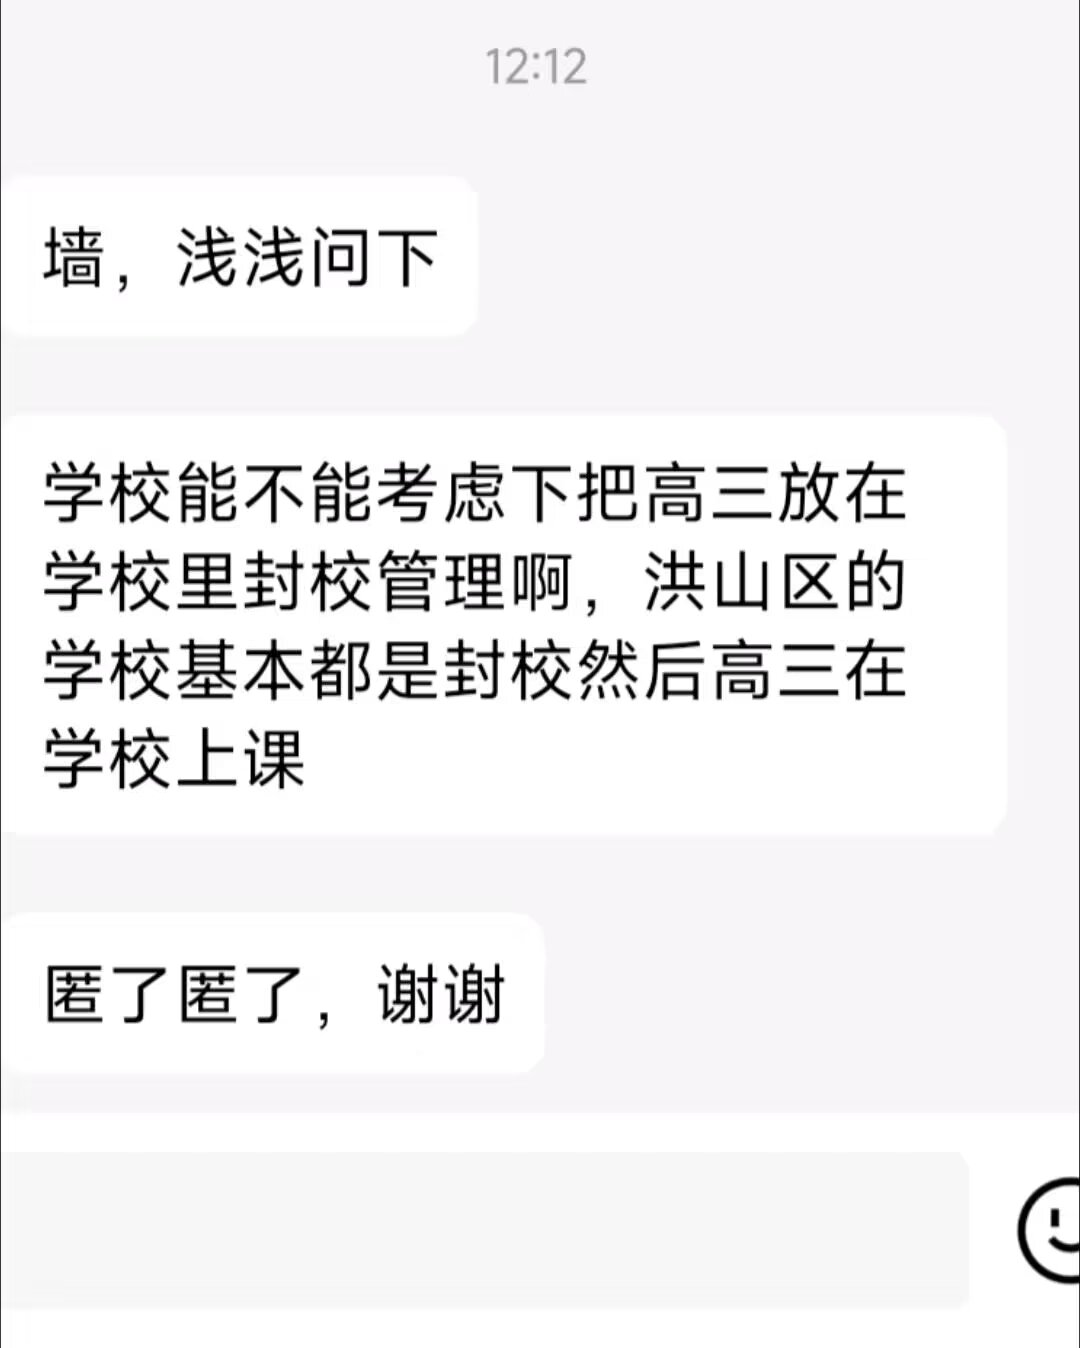 12:12
墙，浅浅问下
学校能不能考虑下把高三放在
学校里封校管理啊，洪山区的
学校基本都是封校然后高三在
学校上课
匿了匿了，谢谢